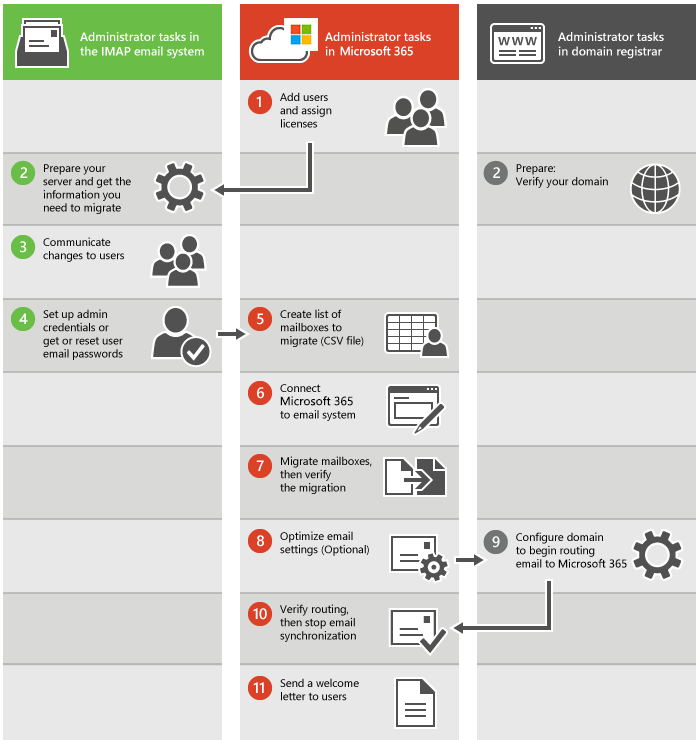 Administrator tasks in
the IMAP email system
Administrator tasks
in Microsoft 365
WWW
Administrator tasks
in domain registrar
1
Add users
and assign
licenses
2
Prepare your
server and get the
information you
need to migrate
2
Prepare:
Verify your domain
3
Communicate
changes to users
4
Set up admin
credentials or
get or reset user
email passwords
5
Create list of
mailboxes to
migrate (CSV file)
6
Connect
Microsoft 365
to email system
7
Migrate mailboxes,
then verify
the migration
8
Optimize email
settings (Optional)
9
Configure domain
to begin routing
email to Microsoft 365
10
Verify routing,
then stop email
synchronization
11
Send a welcome
letter to users